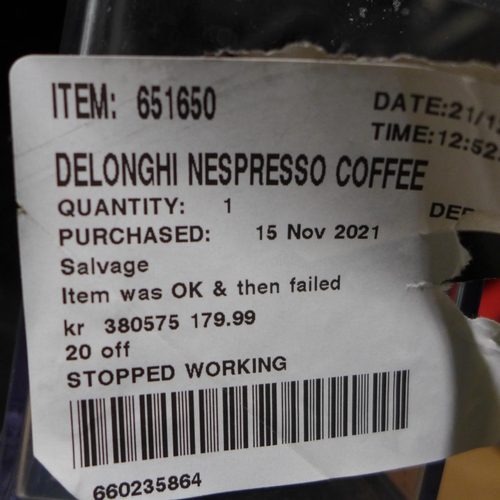 ITEM: 651650 DATE:21/1
TIME:12:52
DELONGHI NESPRESSO COFFEE
QUANTITY: 1
PURCHASED: 15 Nov 2021
Salvage
Item was OK & then failed
kr 380575 179.99
20 off
STOPPED WORKING
660235864